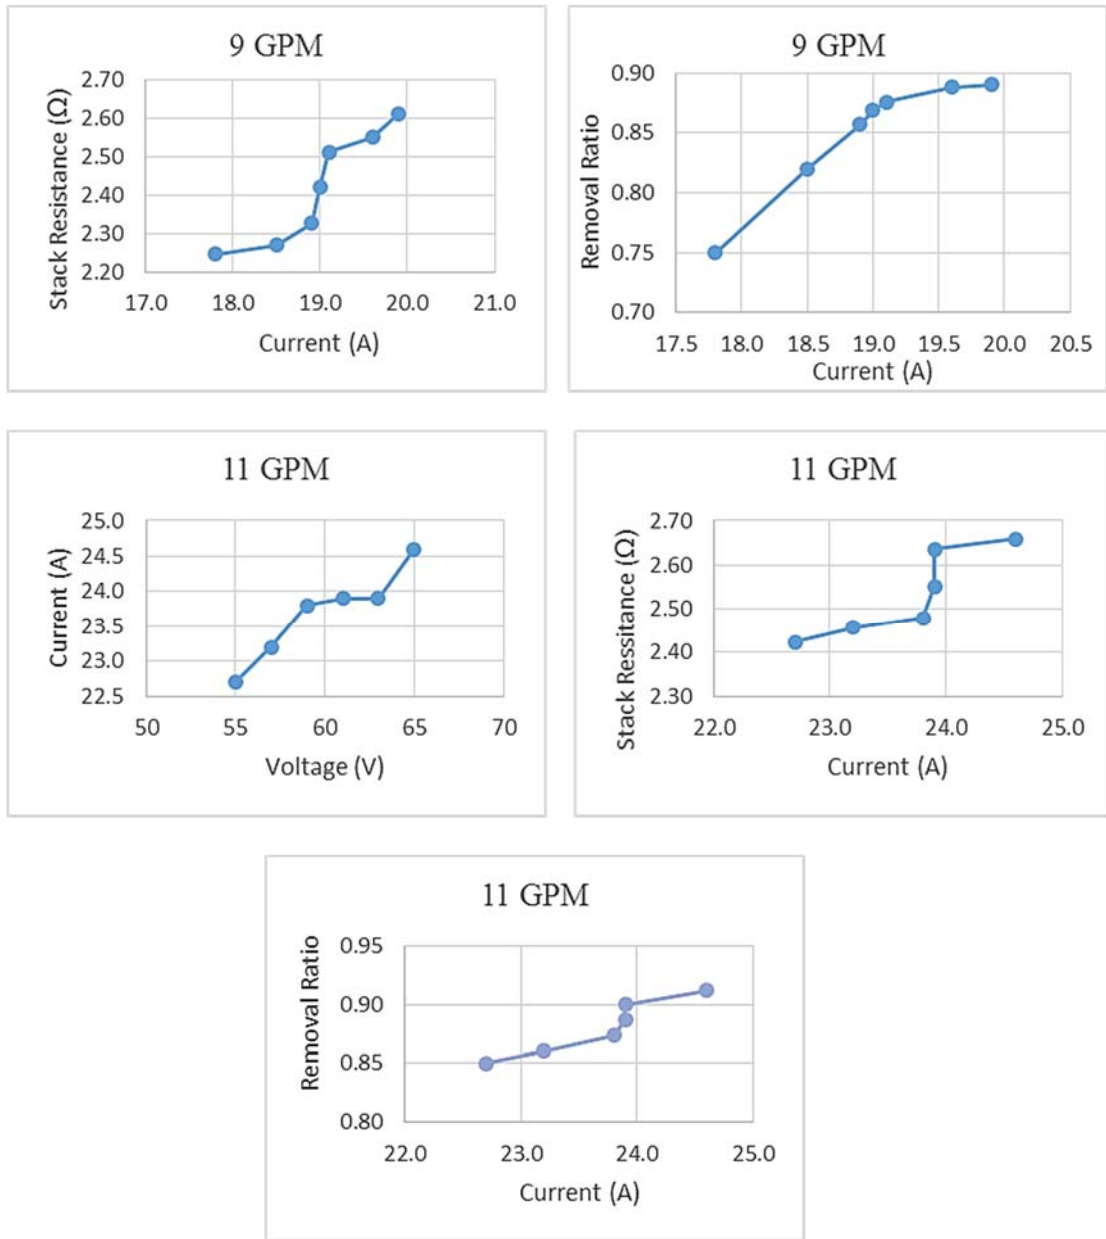 9 GPM
Stack Resistance (Ω)
2.70
2.60
2.50
2.40
2.30
2.20
17.0 18.0 19.0 20.0 21.0
Current (A)
9 GPM
Removal Ratio
0.90
0.85
0.80
0.75
0.70
17.5 18.0 18.5 19.0 19.5 20.0 20.5
Current (A)
11 GPM
Current (A)
25.0
24.5
24.0
23.5
23.0
22.5
50 55 60 65 70
Voltage (V)
11 GPM
Stack Ressitance (Ω)
2.70
2.60
2.50
2.40
2.30
22.0 23.0 24.0 25.0
Current (A)
11 GPM
Removal Ratio
0.95
0.90
0.85
0.80
22.0 23.0 24.0 25.0
Current (A)